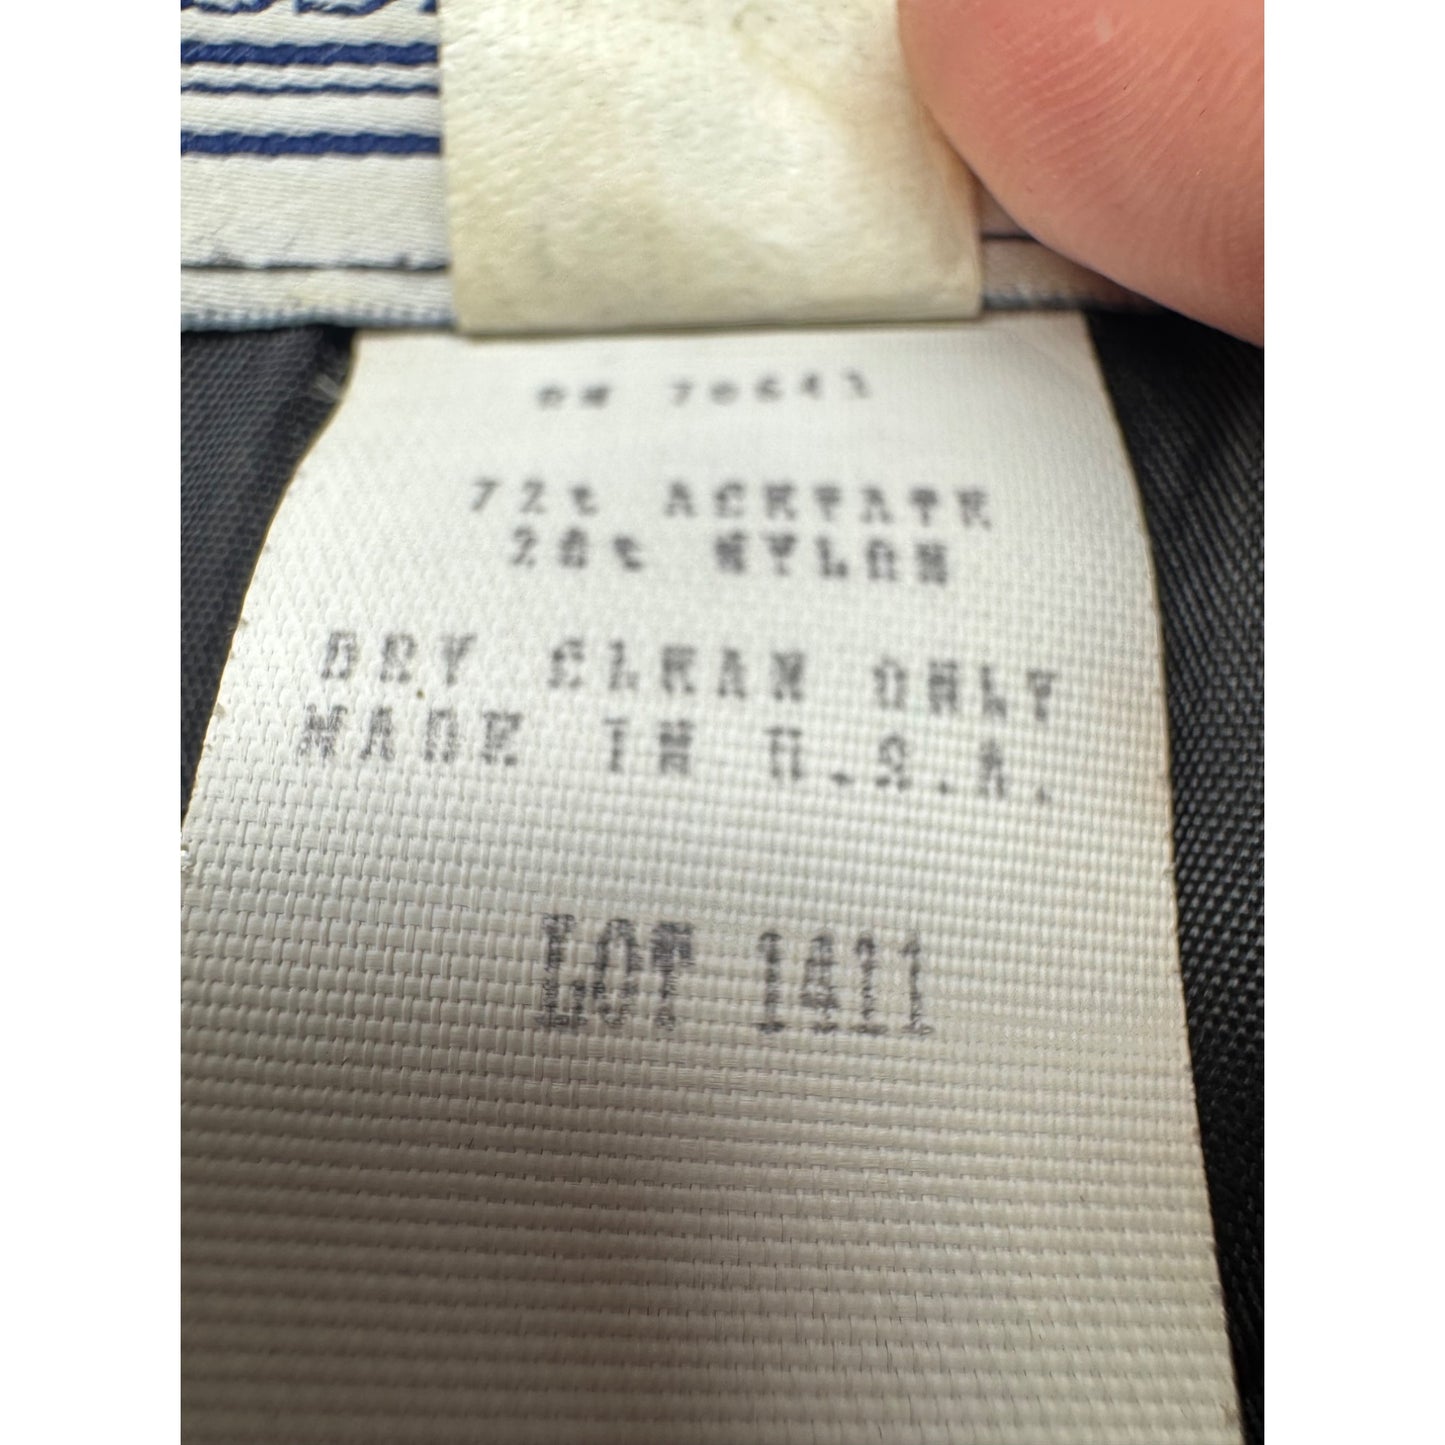 72% ACETATE
28% NYLON
DRY CLEAN ONLY
MADE IN U.S.A.
LOT 1411